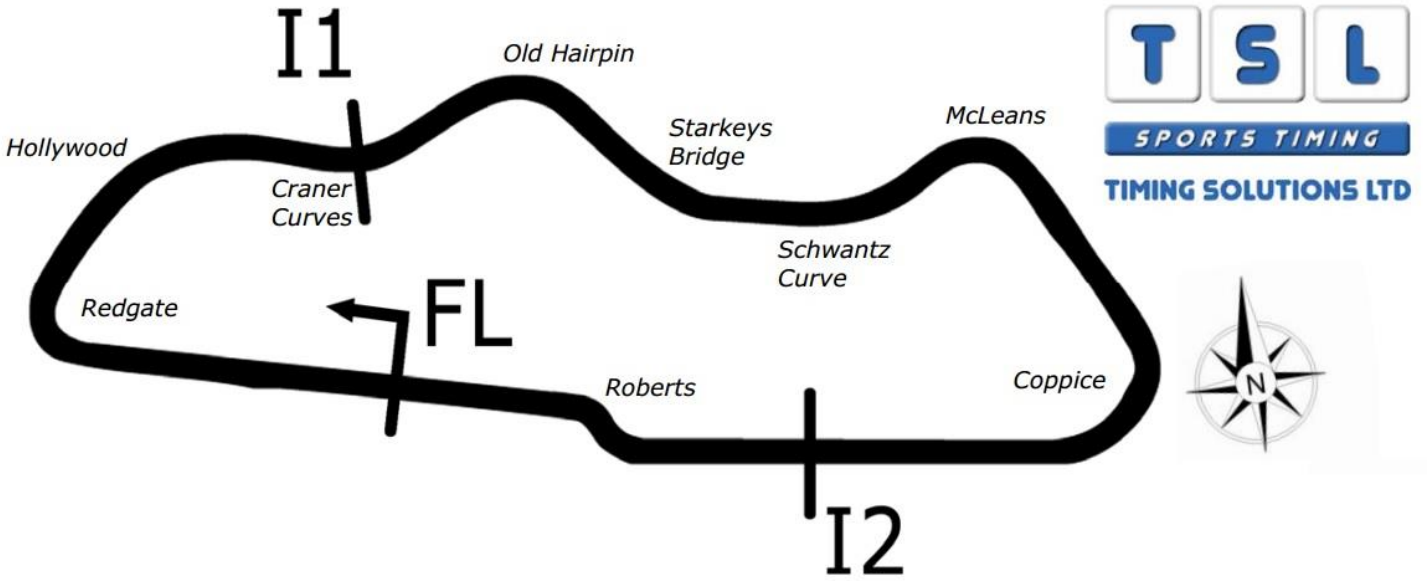 I1
Old Hairpin
TSL
SPORTS TIMING
TIMING SOLUTIONS LTD
McLeans
Starkeys
Bridge
Hollywood
Craner
Curves
Schwantz
Curve
Redgate
FL
Roberts
Coppice
N
I2